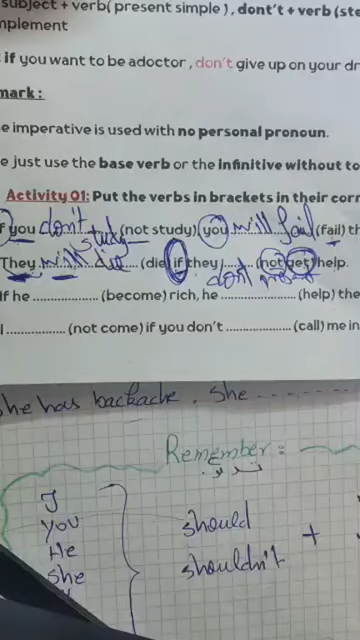 subject + verb( present simple) , dont't + verb (ste
mplement
if you want to be adoctor, don't give up on your dr
mark :
e imperative is used with no personal pronoun.
e just use the base verb or the infinitive without to
Activity 01: Put the verbs in brackets in their corr
f you don't study (not study) (you will fail (fail) th
They will die (die) if they don't get (not get) help.
If he .................. (become) rich, he ..................... (help) the
I ................ (not come) if you don't .................. (call) me in
he has backache. She ............
Remember :
I
you should
He shouldn't +
she